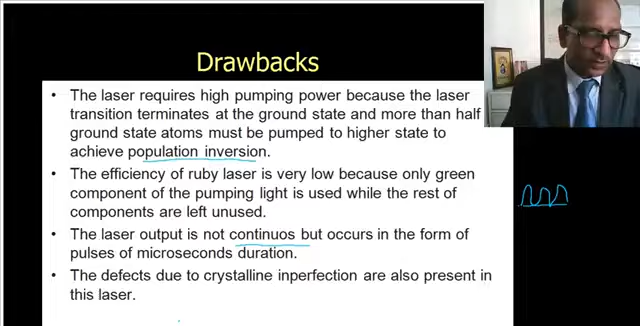 Drawbacks
• The laser requires high pumping power because the laser
transition terminates at the ground state and more than half
ground state atoms must be pumped to higher state to
achieve population inversion.
• The efficiency of ruby laser is very low because only green
component of the pumping light is used while the rest of
components are left unused.
• The laser output is not continuos but occurs in the form of
pulses of microseconds duration.
• The defects due to crystalline inperfection are also present in
this laser.